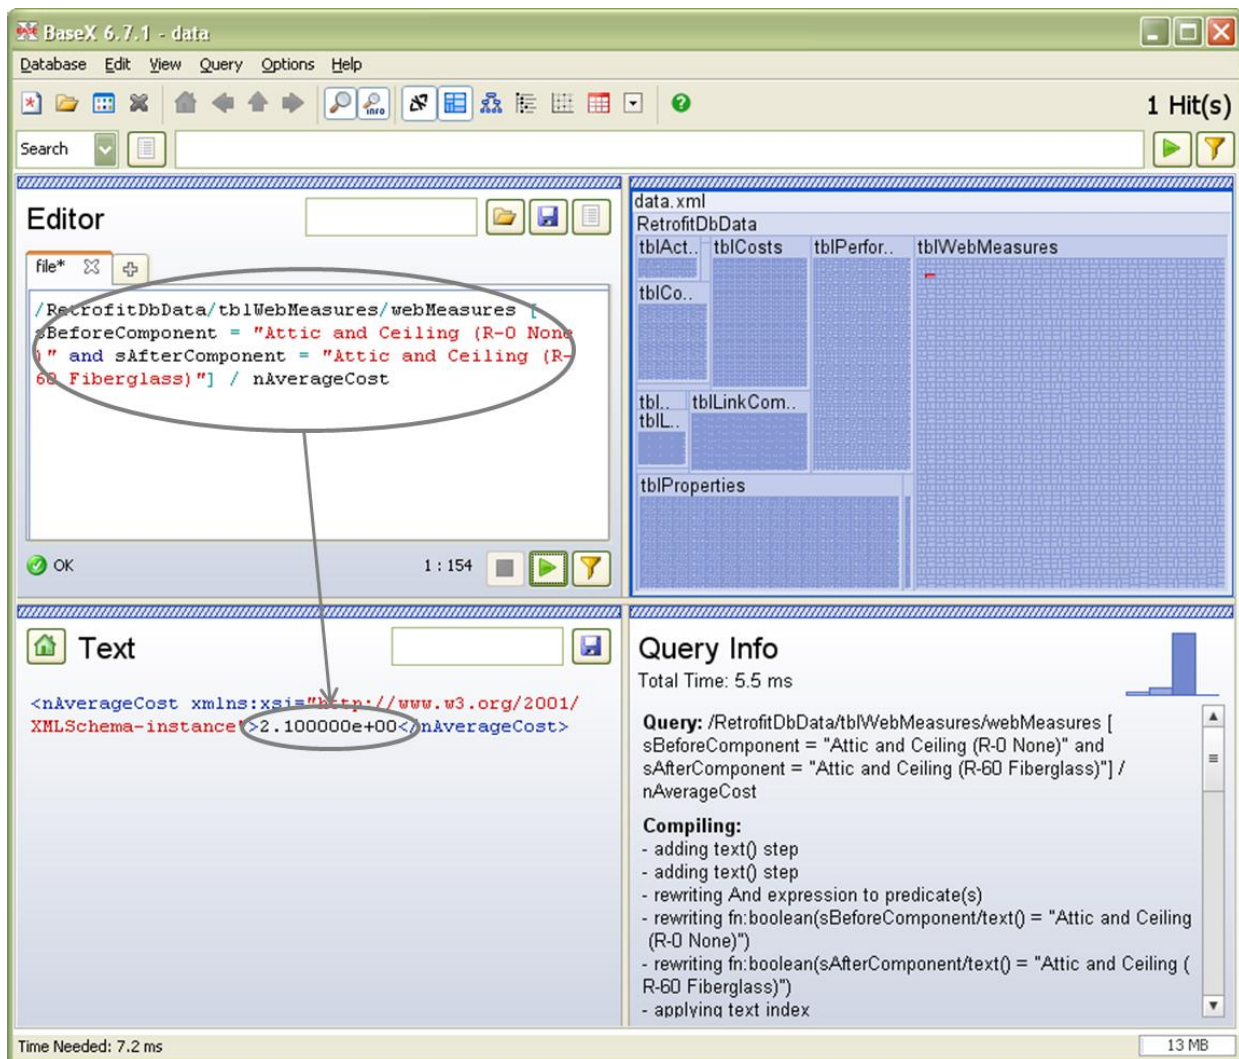 BaseX 6.7.1 - data
Database Edit View Query Options Help
info
1 Hit(s)
Search
Editor
file*
/RetrofitDbData/tblWebMeasures/webMeasures [
sBeforeComponent = "Attic and Ceiling (R-0 None
)" and sAfterComponent = "Attic and Ceiling (R-
60 Fiberglass)"] / nAverageCost
OK
1 : 154
data.xml
RetrofitDbData
tblAct.. tblCosts tblPerfor.. tblWebMeasures
tblCo..
tbl.. tblLinkCom..
tblL..
tblProperties
Text
<nAverageCost xmlns:xsi="http://www.w3.org/2001/
XMLSchema-instance">2.100000e+00</nAverageCost>
Query Info
Total Time: 5.5 ms
Query: /RetrofitDbData/tblWebMeasures/webMeasures [
sBeforeComponent = "Attic and Ceiling (R-0 None)" and
sAfterComponent = "Attic and Ceiling (R-60 Fiberglass)"] /
nAverageCost
Compiling:
- adding text() step
- adding text() step
- rewriting And expression to predicate(s)
- rewriting fn:boolean(sBeforeComponent/text() = "Attic and Ceiling
(R-0 None)")
- rewriting fn:boolean(sAfterComponent/text() = "Attic and Ceiling (
R-60 Fiberglass)")
- applying text index
Time Needed: 7.2 ms
13 MB